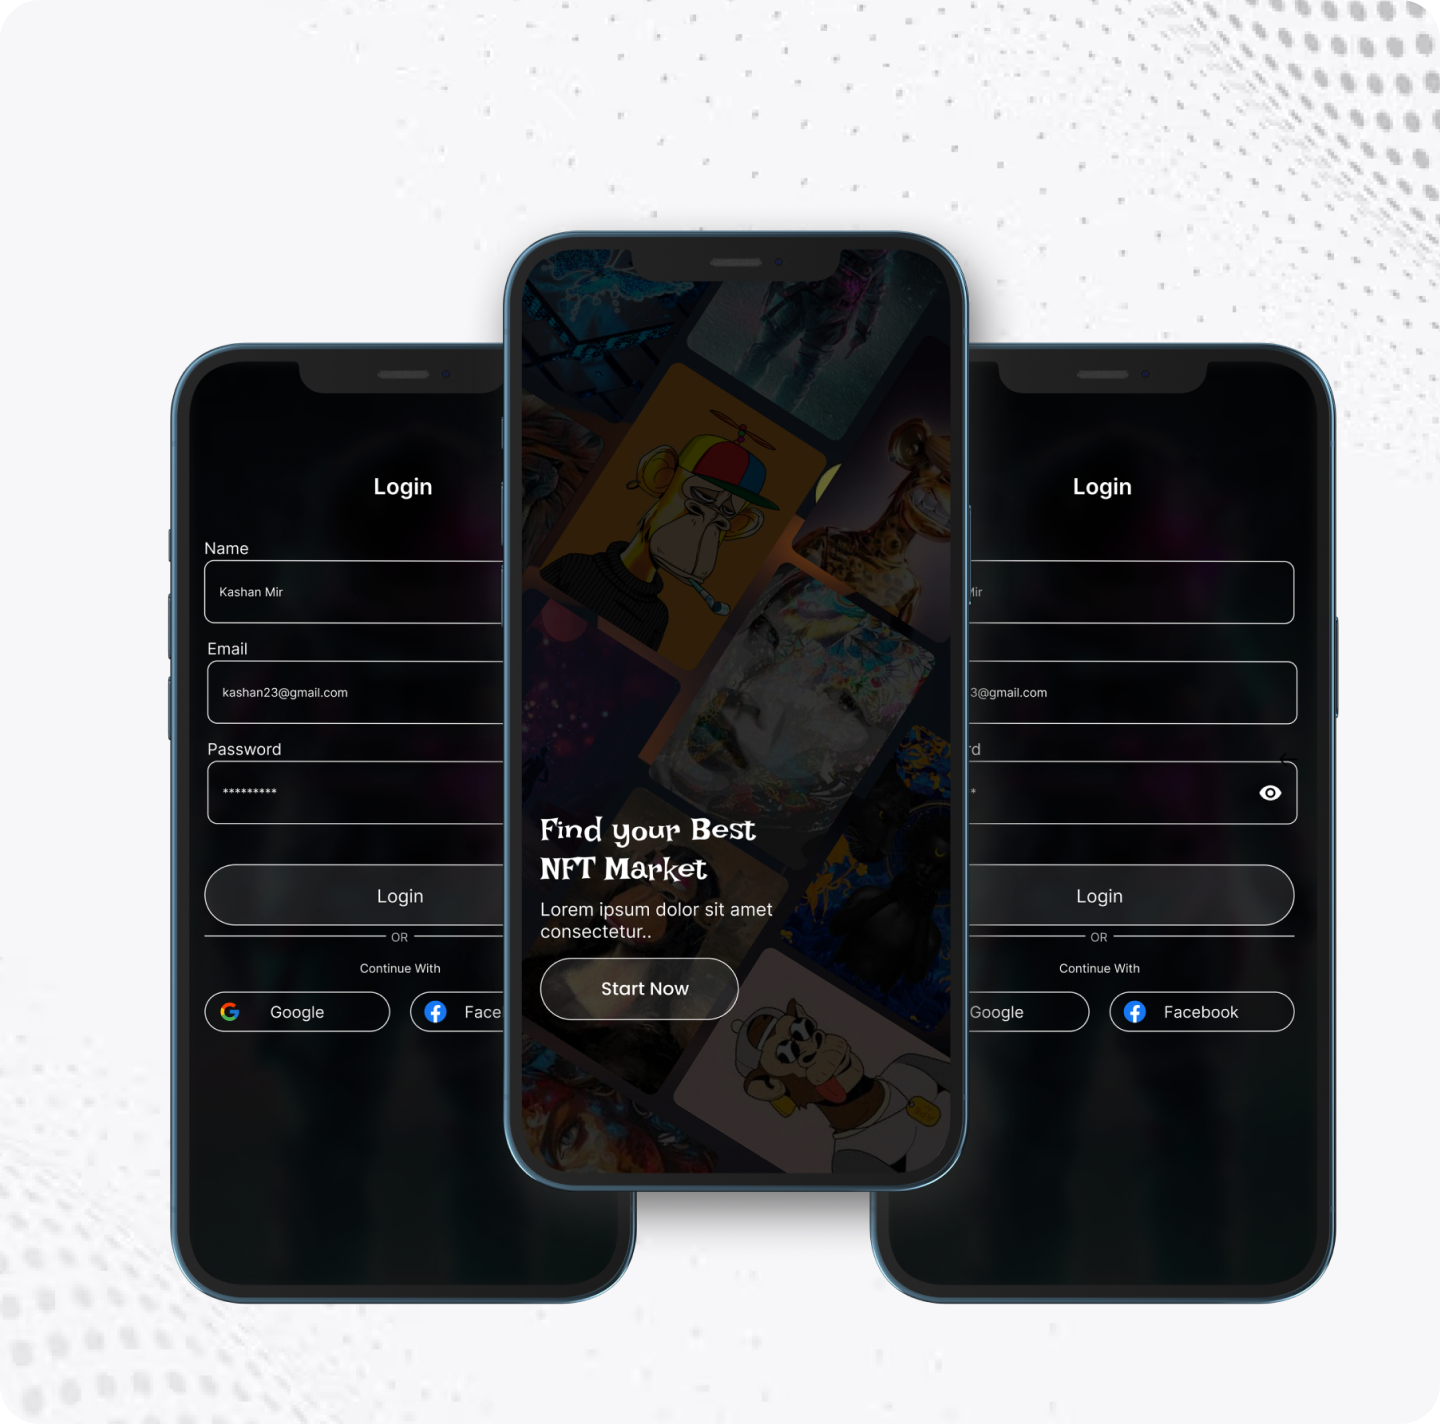 Login
Name
Kashan Mir
Email
kashan23@gmail.com
Password
*********
Login
OR
Continue With
Google
Face
Find your Best
NFT Market
Lorem ipsum dolor sit amet
consectetur..
Start Now
Login
Mir
3@gmail.com
rd
*
Login
OR
Continue With
Google
Facebook